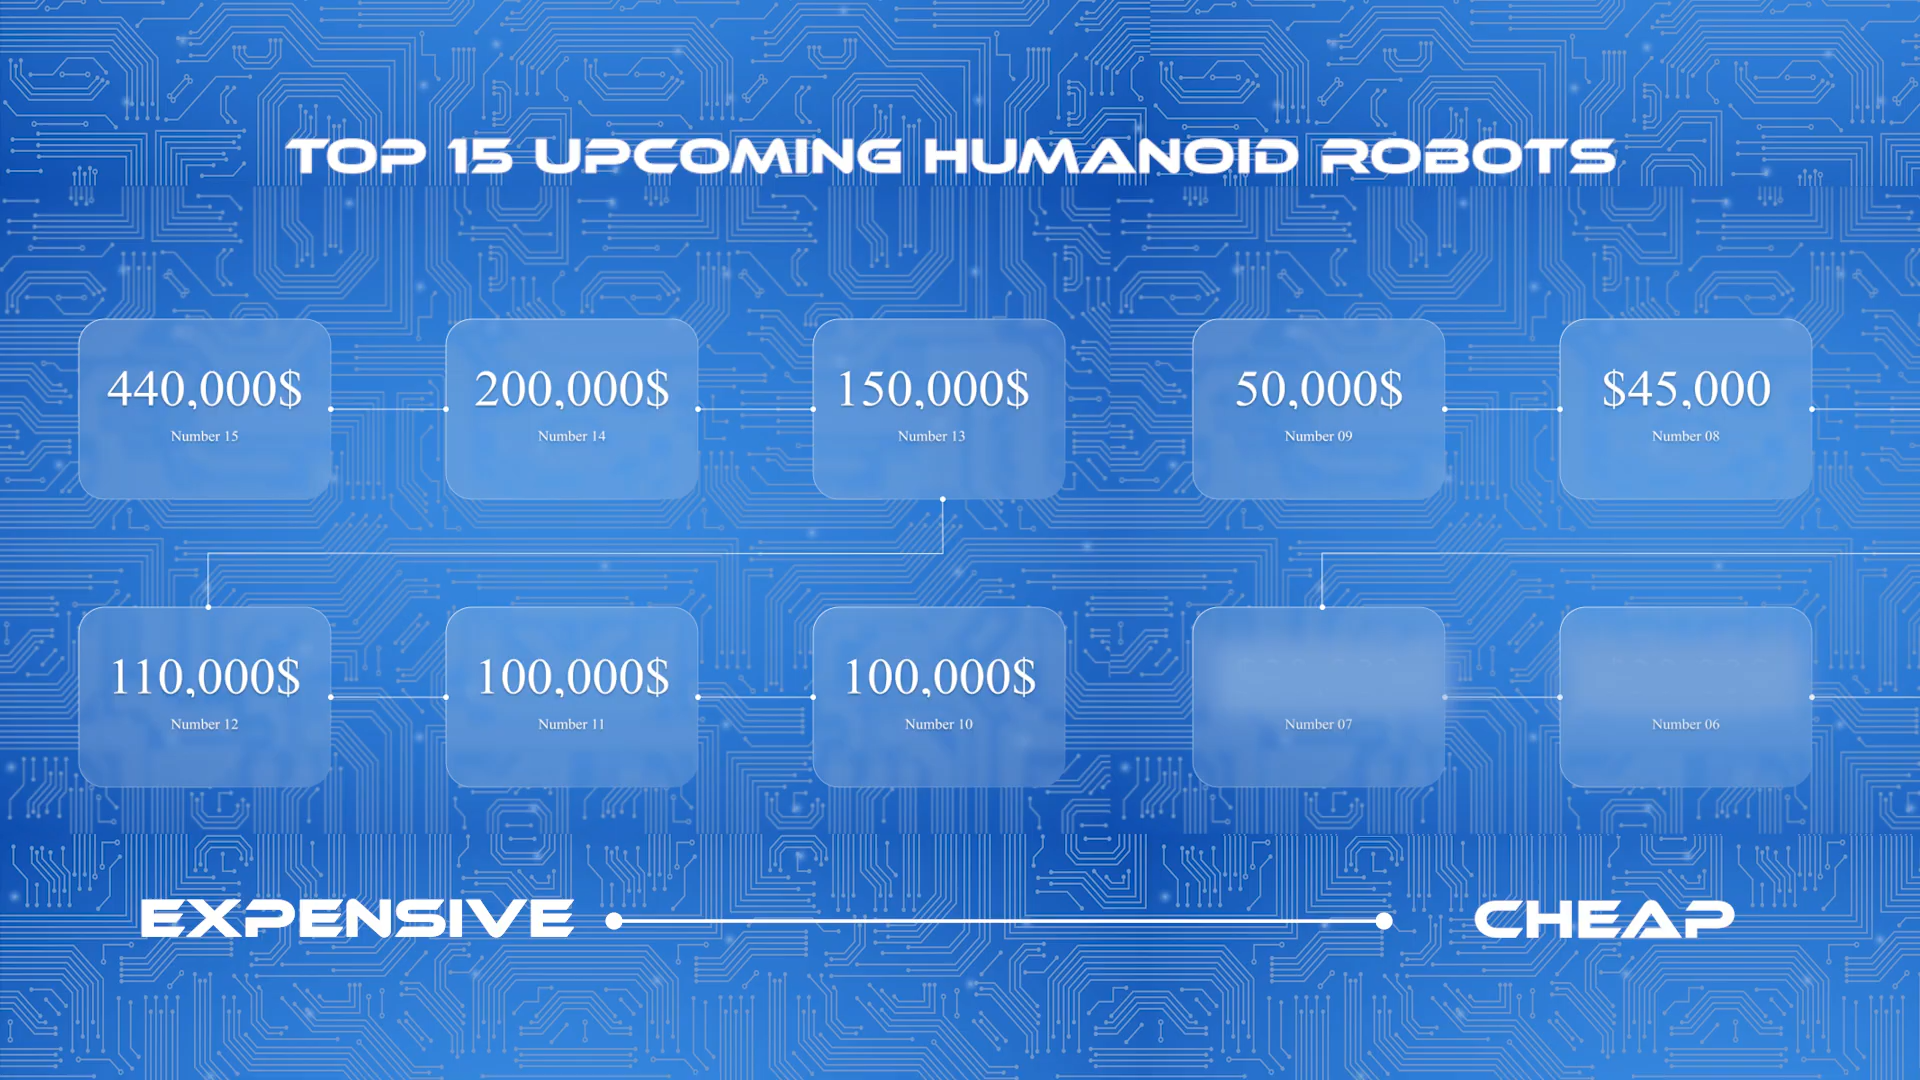 TOP 15 UPCOMING HUMANOID ROBOTS
440,000$
Number 15
200,000$
Number 14
150,000$
Number 13
50,000$
Number 09
$45,000
Number 08
110,000$
Number 12
100,000$
Number 11
100,000$
Number 10
Number 07
Number 06
EXPENSIVE
CHEAP